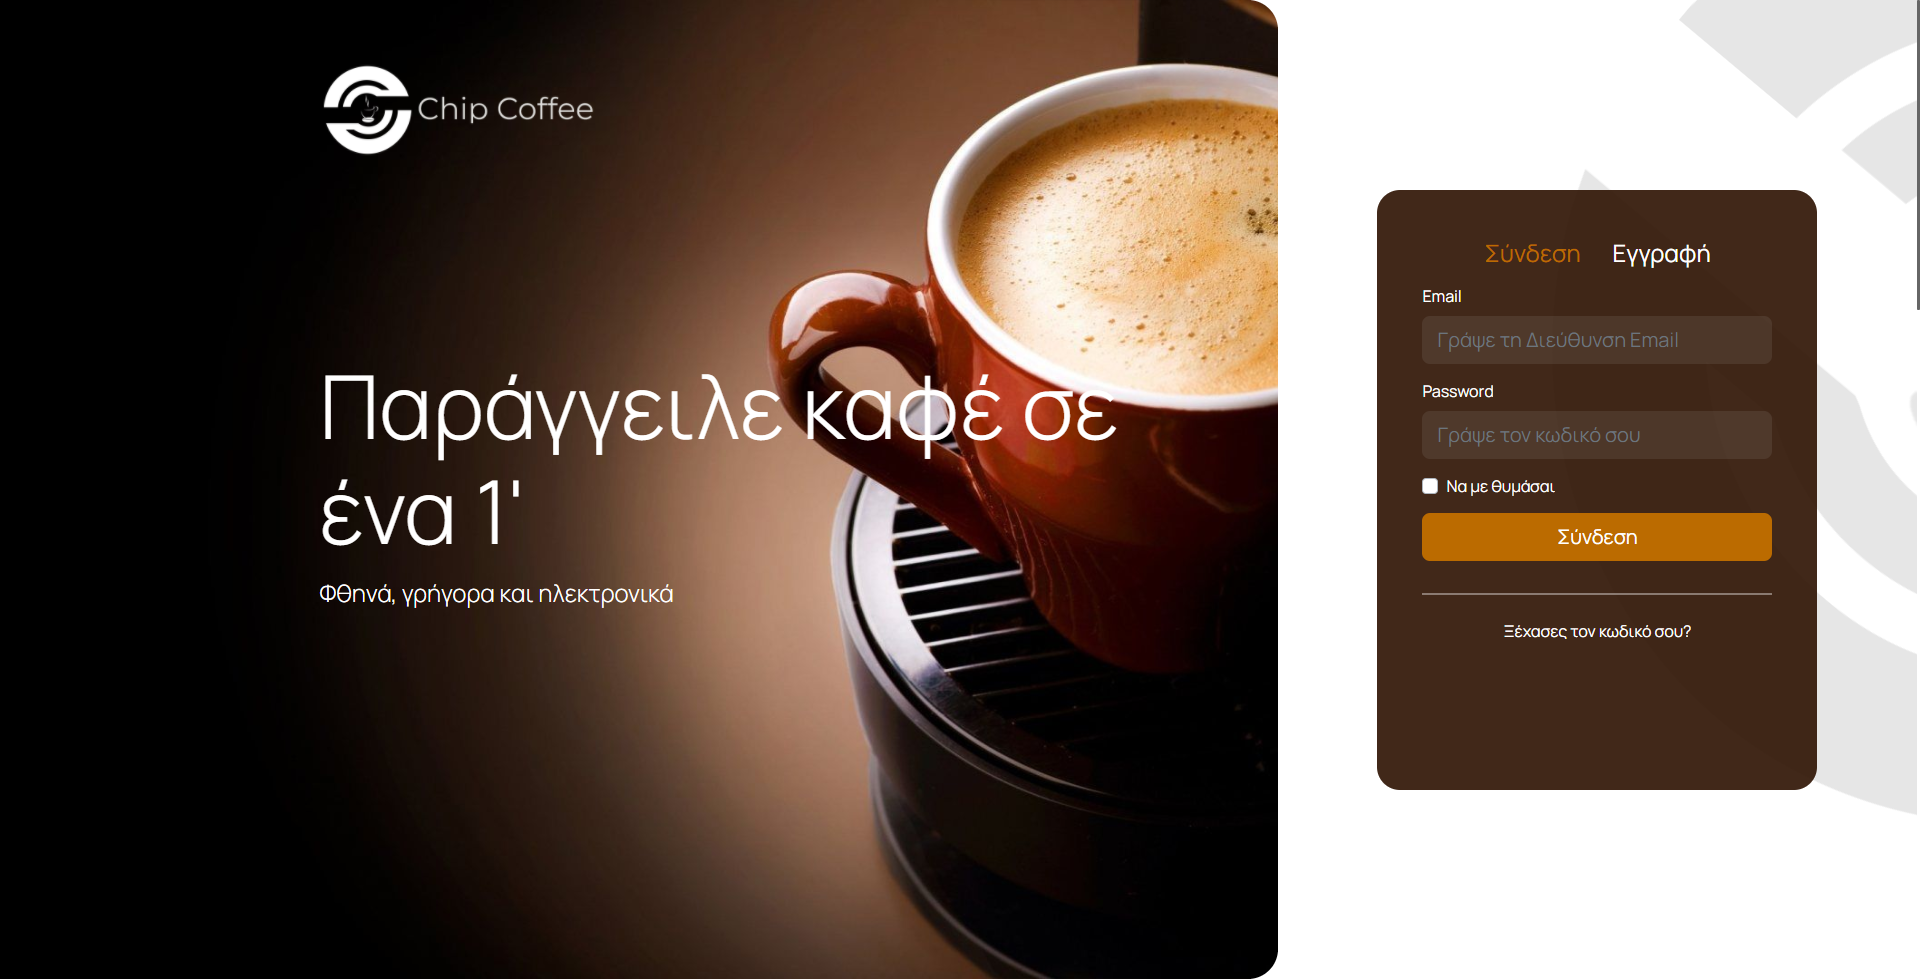 Chip Coffee
Παράγγειλε καφέ σε
ένα 1'
Φθηνά, γρήγορα και ηλεκτρονικά
Σύνδεση Εγγραφή
Email
Γράψε τη Διεύθυνση Email
Password
Γράψε τον κωδικό σου
Να με θυμάσαι
Σύνδεση
Ξέχασες τον κωδικό σου?